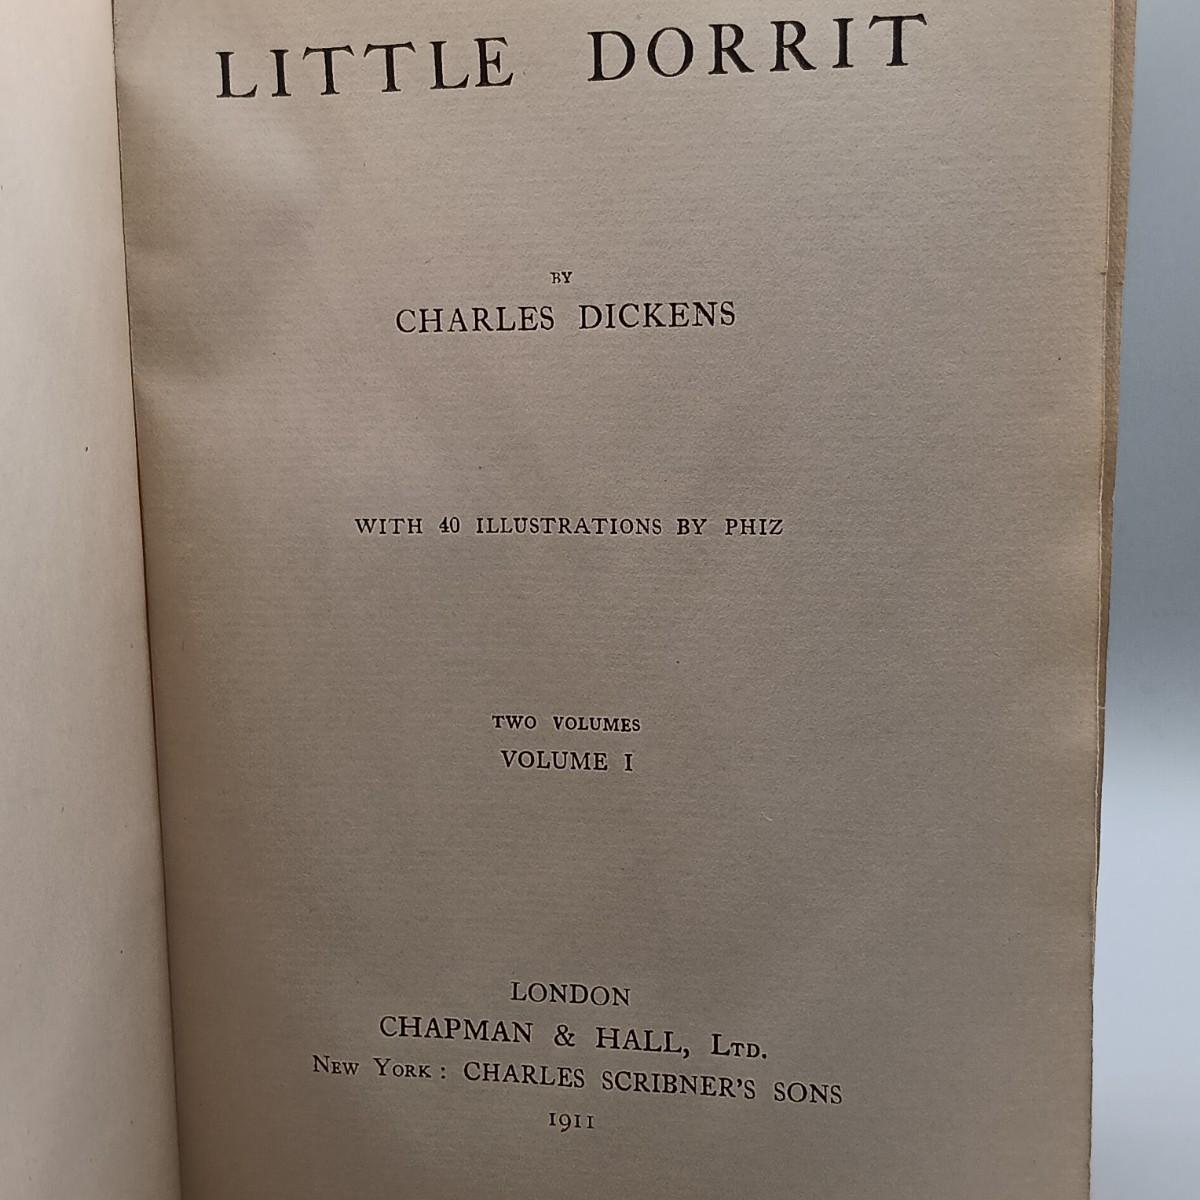 LITTLE DORRIT
BY
CHARLES DICKENS
WITH 40 ILLUSTRATIONS BY PHIZ
TWO VOLUMES
VOLUME I
LONDON
CHAPMAN & HALL, LTD.
NEW YORK: CHARLES SCRIBNER'S SONS
1911